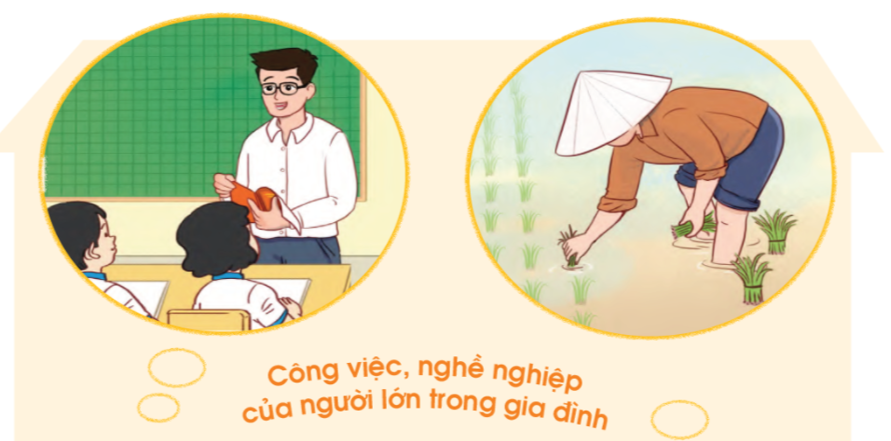 Công việc, nghề nghiệp
của người lớn trong gia đình